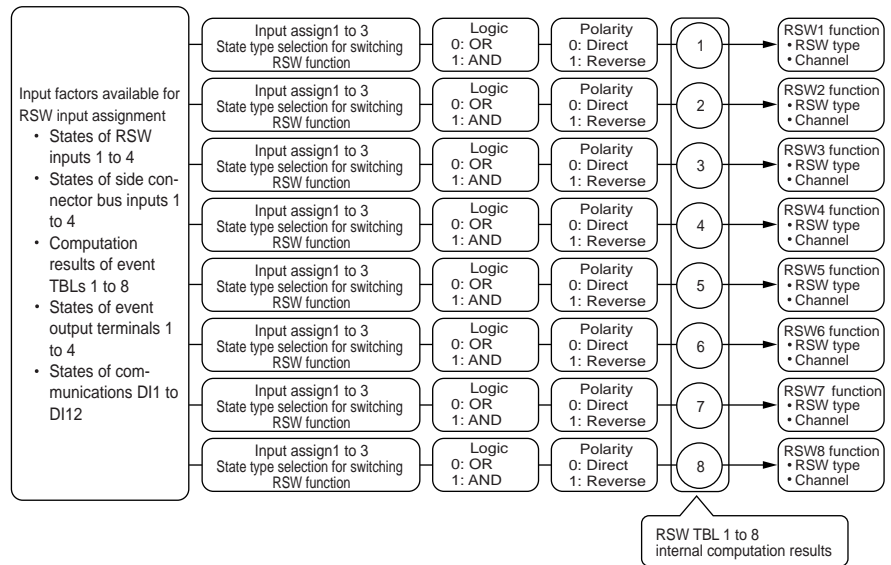 Input factors available for
RSW input assignment
• States of RSW
inputs 1 to 4
• States of side con-
nector bus inputs 1
to 4
• Computation
results of event
TBLs 1 to 8
• States of event
output terminals 1
to 4
• States of com-
munications DI1 to
DI12
Input assign1 to 3
State type selection for switching
RSW function
Logic
0: OR
1: AND
Polarity
0: Direct
1: Reverse
1
RSW1 function
• RSW type
• Channel
Input assign1 to 3
State type selection for switching
RSW function
Logic
0: OR
1: AND
Polarity
0: Direct
1: Reverse
2
RSW2 function
• RSW type
• Channel
Input assign1 to 3
State type selection for switching
RSW function
Logic
0: OR
1: AND
Polarity
0: Direct
1: Reverse
3
RSW3 function
• RSW type
• Channel
Input assign1 to 3
State type selection for switching
RSW function
Logic
0: OR
1: AND
Polarity
0: Direct
1: Reverse
4
RSW4 function
• RSW type
• Channel
Input assign1 to 3
State type selection for switching
RSW function
Logic
0: OR
1: AND
Polarity
0: Direct
1: Reverse
5
RSW5 function
• RSW type
• Channel
Input assign1 to 3
State type selection for switching
RSW function
Logic
0: OR
1: AND
Polarity
0: Direct
1: Reverse
6
RSW6 function
• RSW type
• Channel
Input assign1 to 3
State type selection for switching
RSW function
Logic
0: OR
1: AND
Polarity
0: Direct
1: Reverse
7
RSW7 function
• RSW type
• Channel
Input assign1 to 3
State type selection for switching
RSW function
Logic
0: OR
1: AND
Polarity
0: Direct
1: Reverse
8
RSW8 function
• RSW type
• Channel
RSW TBL 1 to 8
internal computation results